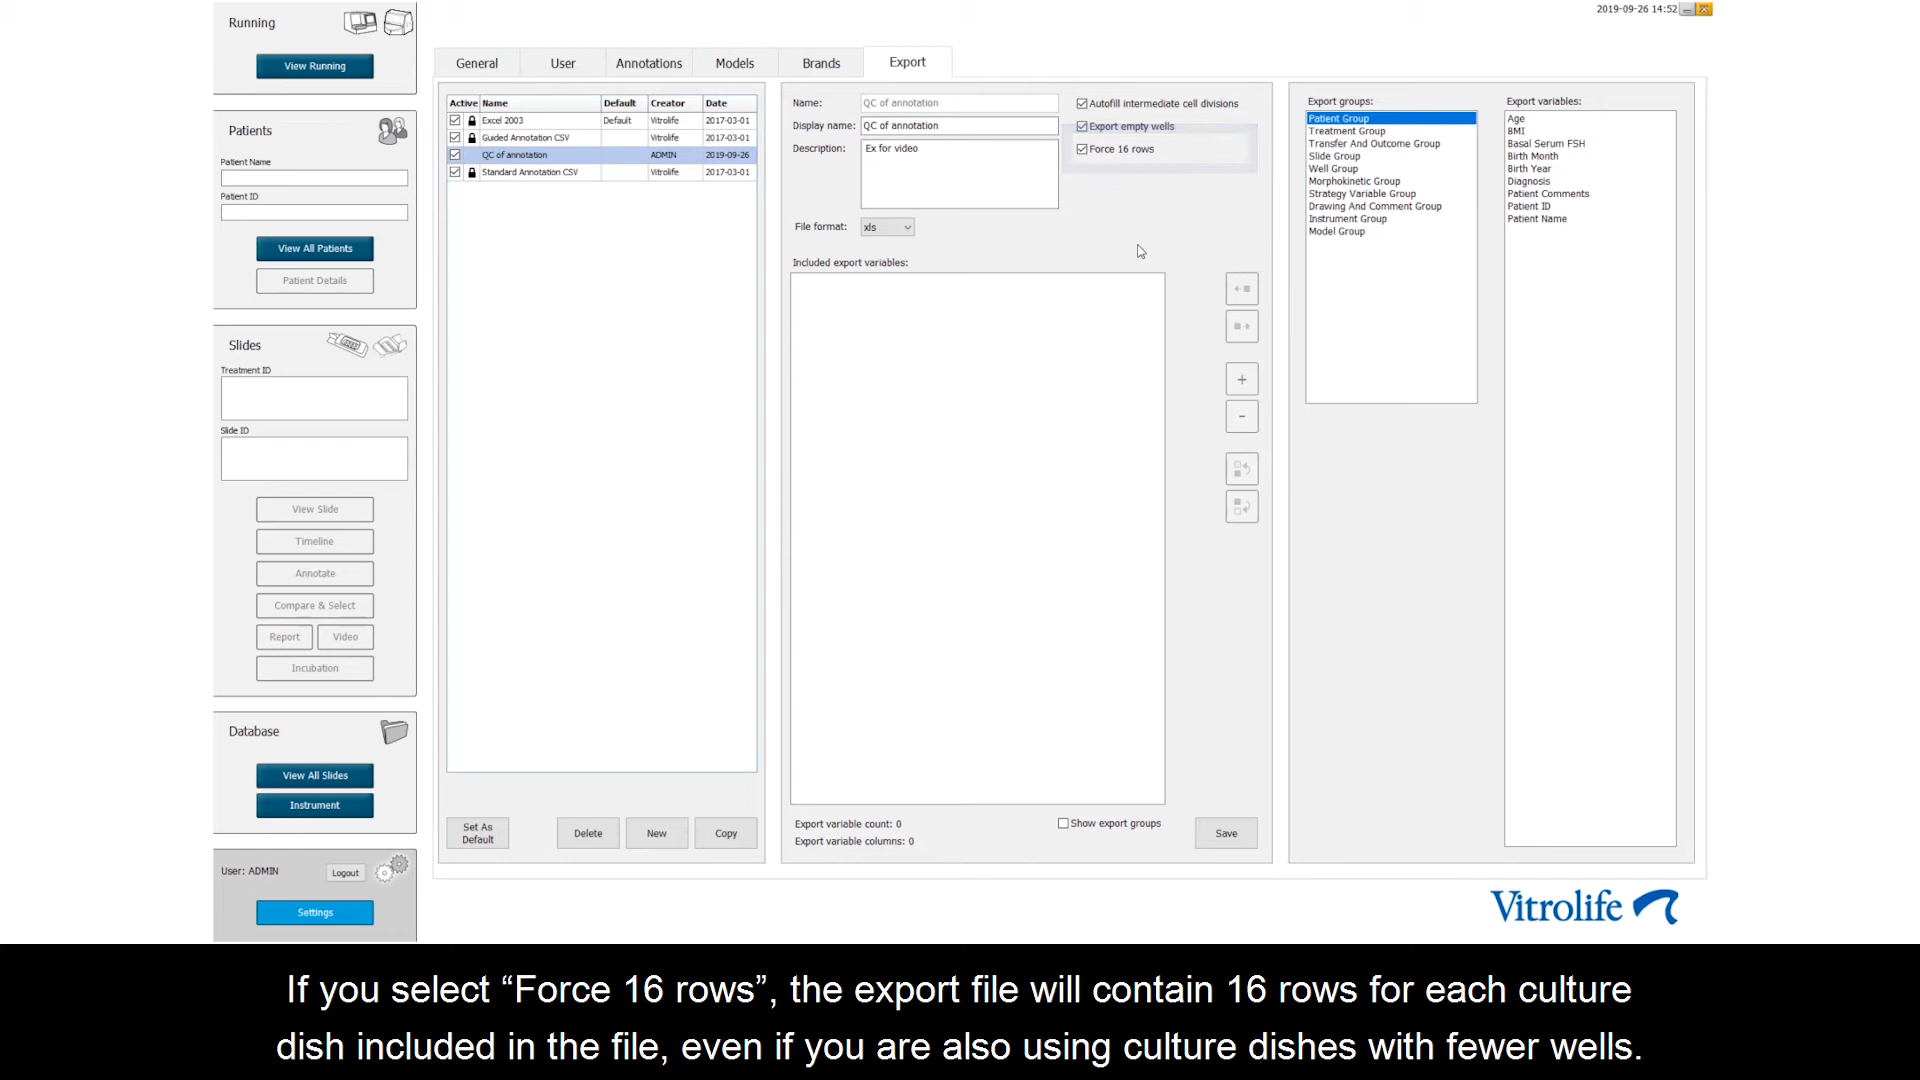 Running
2019-09-26 14:52
View Running
General User Annotations Models Brands Export
Patients
Patient Name
Patient ID
View All Patients
Patient Details
Slides
Treatment ID
Slide ID
View Slide
Timeline
Annotate
Compare & Select
Report Video
Incubation
Database
View All Slides
Instrument
User: ADMIN Logout
Settings
Active Name Default Creator Date
Excel 2003 Default Vitrolife 2017-03-01
Guided Annotation CSV Vitrolife 2017-03-01
QC of annotation ADMIN 2019-09-26
Standard Annotation CSV Vitrolife 2017-03-01
Set As
Default
Delete New Copy
Name: QC of annotation
Display name: QC of annotation
Description: Ex for video
File format: xls
Autofill intermediate cell divisions
Export empty wells
Force 16 rows
Included export variables:
+
-
Export variable count: 0
Export variable columns: 0
Show export groups
Save
Export groups:
Patient Group
Treatment Group
Transfer And Outcome Group
Slide Group
Well Group
Morphokinetic Group
Strategy Variable Group
Drawing And Comment Group
Instrument Group
Model Group
Export variables:
Age
BMI
Basal Serum FSH
Birth Month
Birth Year
Diagnosis
Patient Comments
Patient ID
Patient Name
Vitrolife
If you select “Force 16 rows”, the export file will contain 16 rows for each culture
dish included in the file, even if you are also using culture dishes with fewer wells.